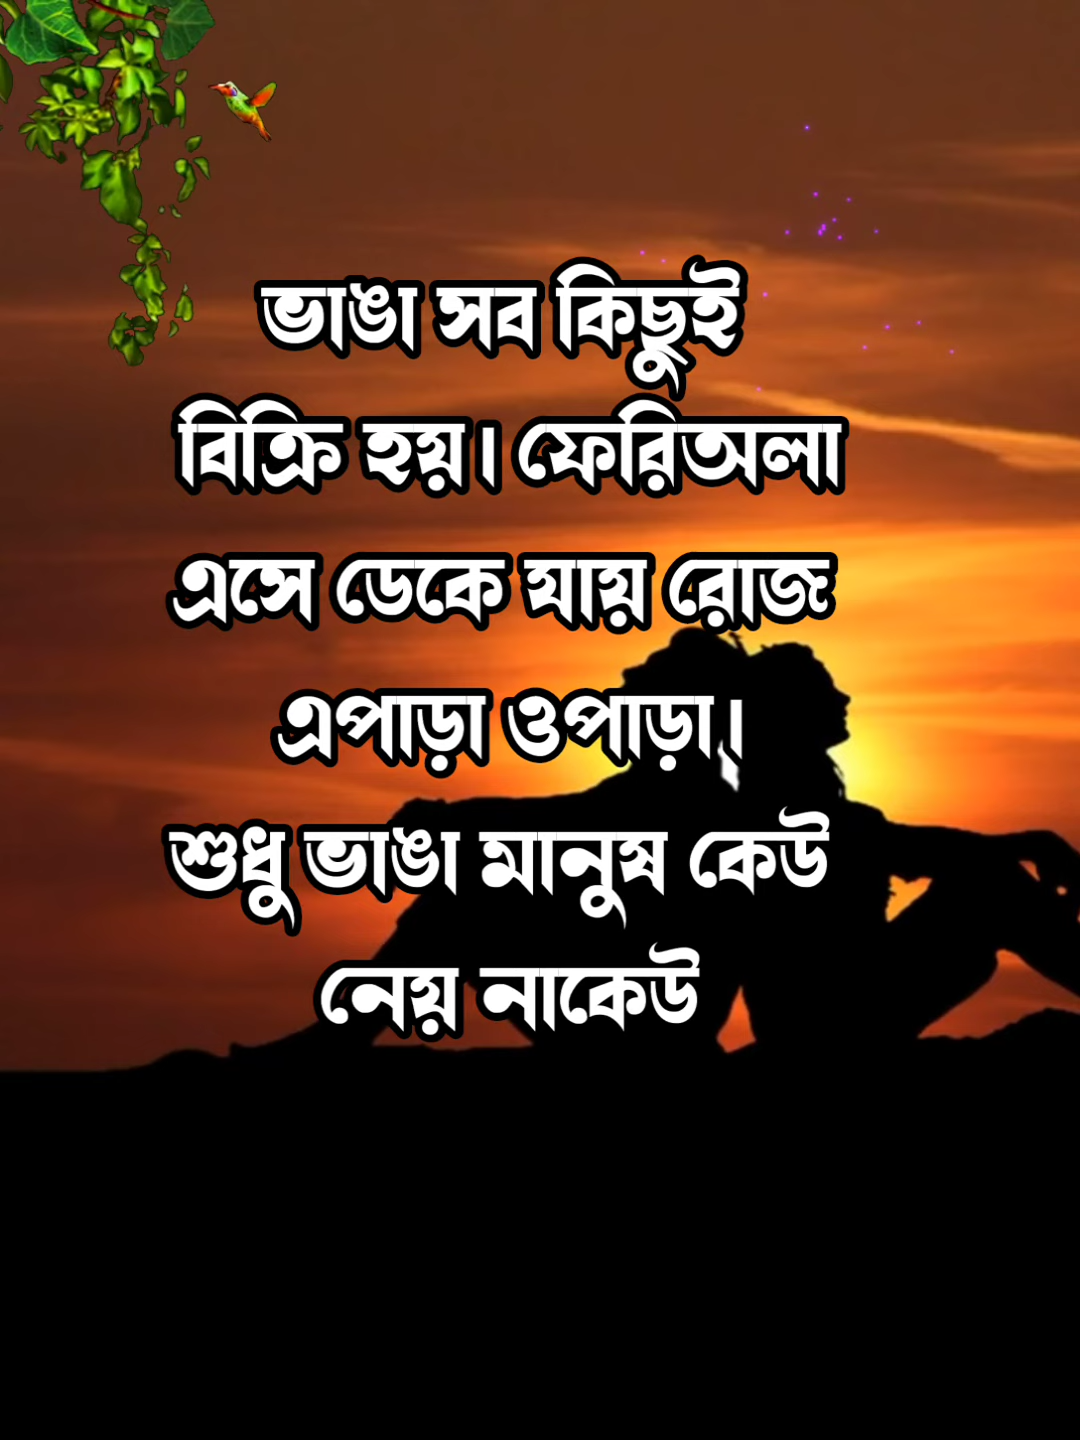 ভাঙা সব কিছুই
বিক্রি হয়। ফেরিঅলা
এসে ডেকে যায় রোজ
এপাড়া ওপাড়া্।
শুধু ভাঙা মানুষ কেউ
নেয় নাকেউ